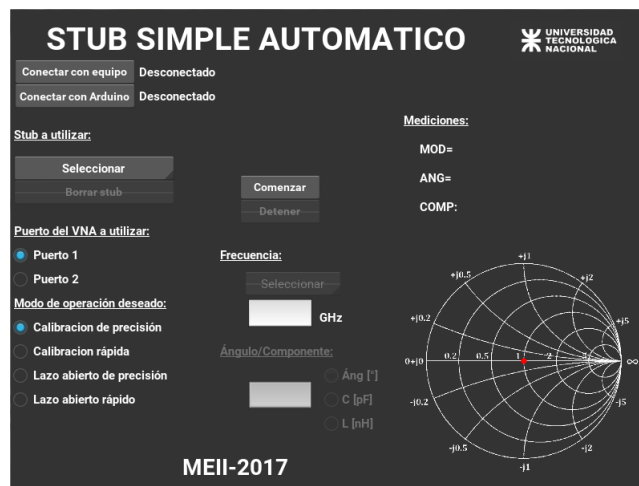 STUB SIMPLE AUTOMATICO
UNIVERSIDAD
TECNOLOGICA
NACIONAL
Conectar con equipo Desconectado
Conectar con Arduino Desconectado
Stub a utilizar:
Seleccionar
Borrar stub
Comenzar
Detener
Mediciones:
MOD=
ANG=
COMP:
Puerto del VNA a utilizar:
Puerto 1
Puerto 2
Modo de operación deseado:
Calibracion de precisión
Calibracion rápida
Lazo abierto de precisión
Lazo abierto rápido
Frecuencia:
Seleccionar
GHz
Ángulo/Componente:
Áng [°]
C [pF]
L [nH]
+j1
+j0.5 +j2
+j0.2 +j5
0+j0 0.2 0.5 1 2 ∞
-j0.2 -j5
-j0.5 -j2
-j1
MEII-2017